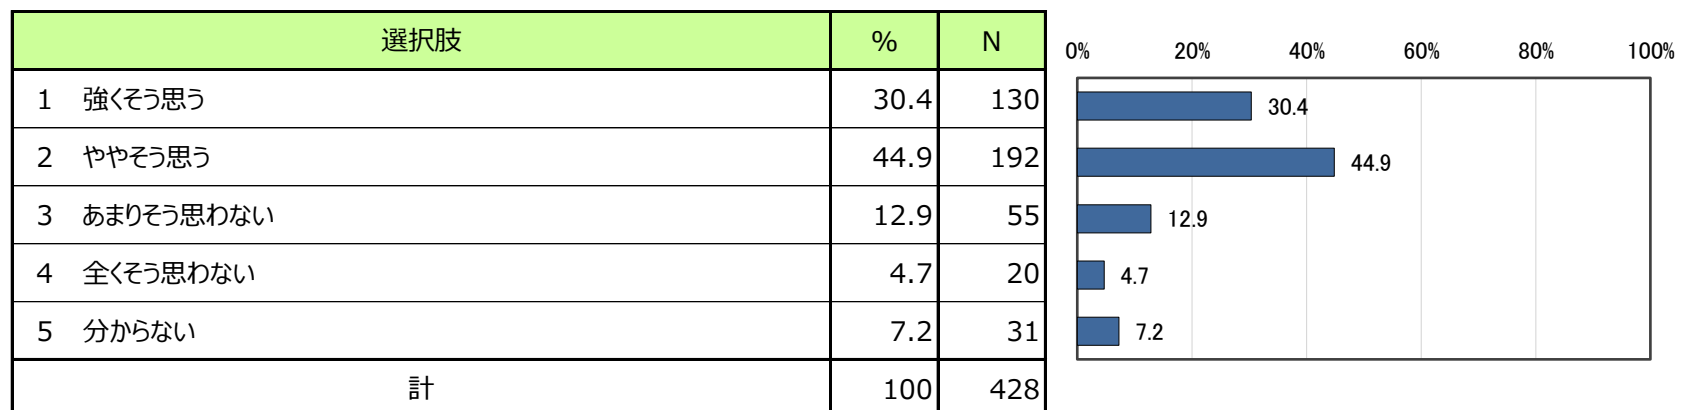 選択肢 % N
1 強くそう思う 30.4 130
2 ややそう思う 44.9 192
3 あまりそう思わない 12.9 55
4 全くそう思わない 4.7 20
5 分からない 7.2 31
計 100 428
0% 20% 40% 60% 80% 100%
30.4
44.9
12.9
4.7
7.2